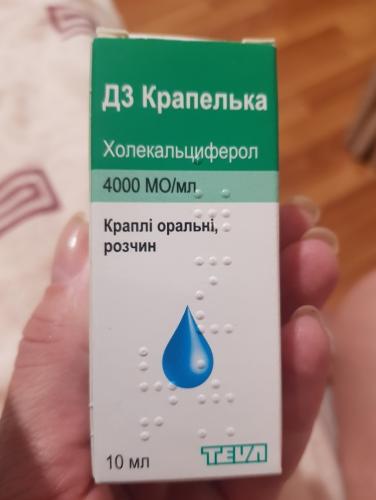 Д3 Крапелька
Холекальциферол
4000 МО/мл
Краплі оральні,
розчин
10 мл
TEVA